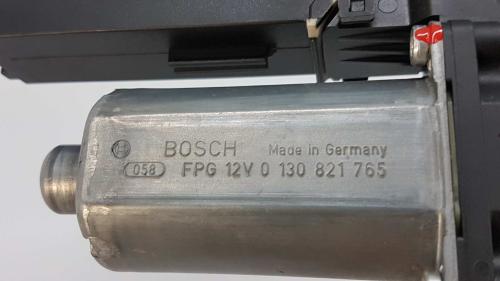 BOSCH Made in Germany
058 FPG 12V 0 130 821 765